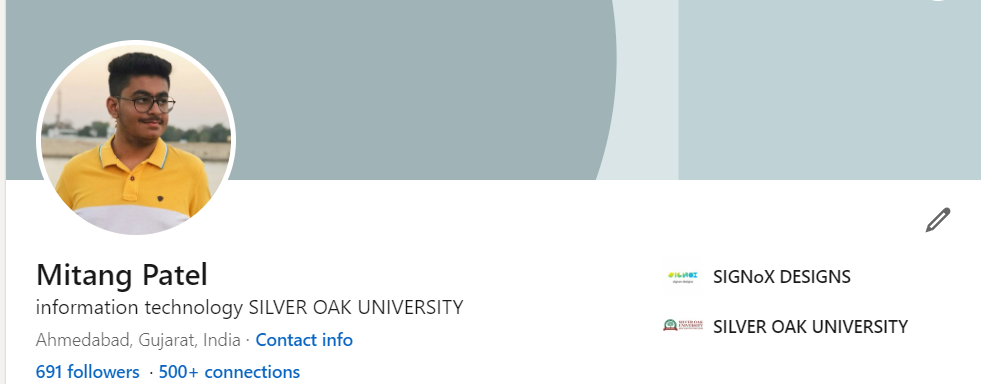 Mitang Patel
information technology SILVER OAK UNIVERSITY
Ahmedabad, Gujarat, India · Contact info
691 followers · 500+ connections
SIGNoX DESIGNS
SILVER OAK UNIVERSITY